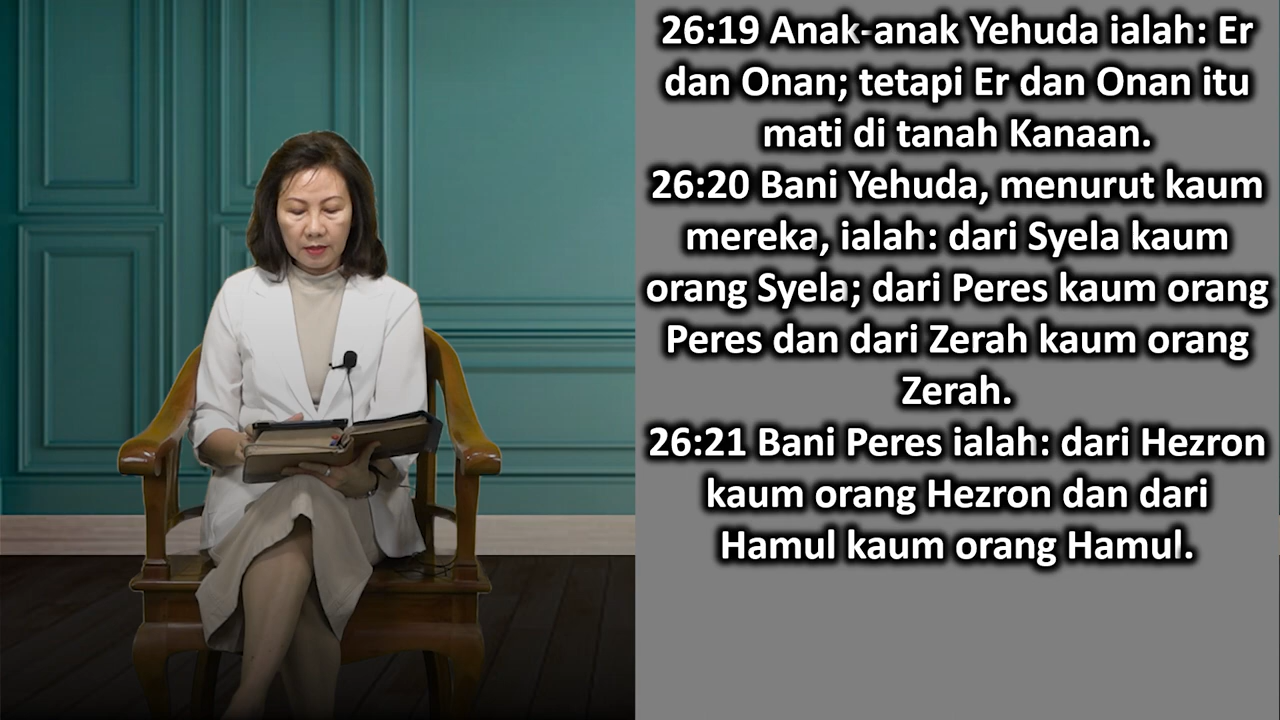 26:19 Anak-anak Yehuda ialah: Er
dan Onan; tetapi Er dan Onan itu
mati di tanah Kanaan.
26:20 Bani Yehuda, menurut kaum
mereka, ialah: dari Syela kaum
orang Syela; dari Peres kaum orang
Peres dan dari Zerah kaum orang
Zerah.
26:21 Bani Peres ialah: dari Hezron
kaum orang Hezron dan dari
Hamul kaum orang Hamul.